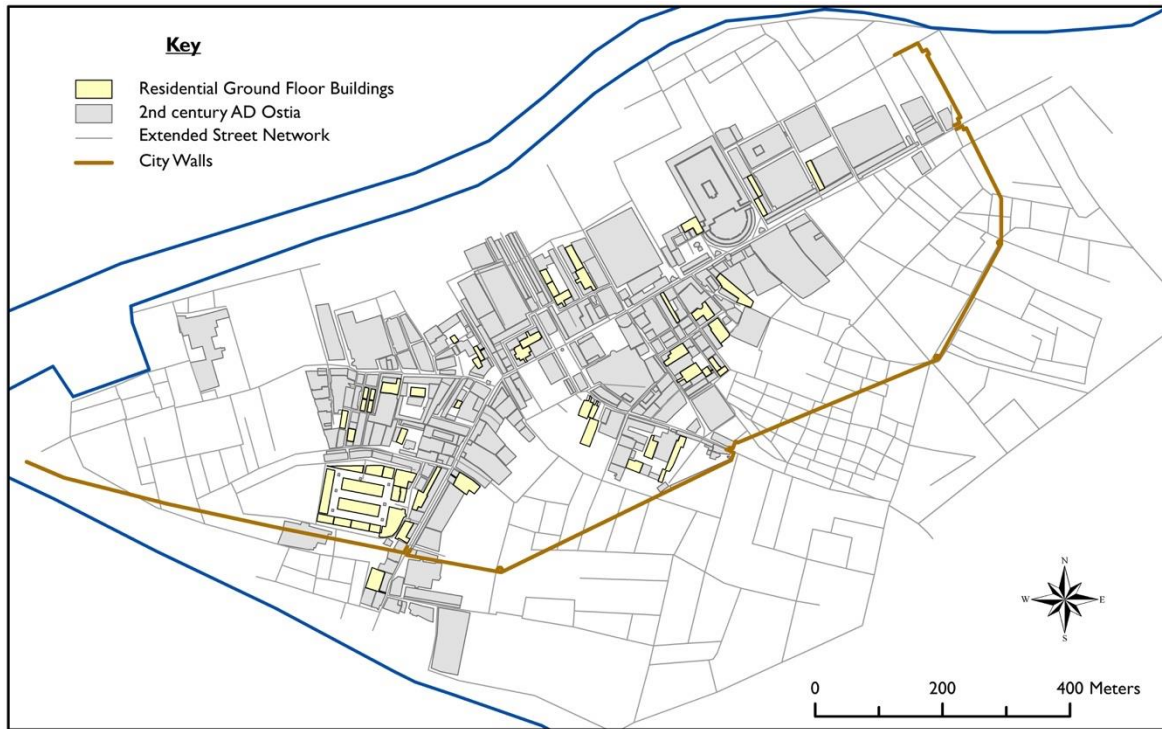 Key
Residential Ground Floor Buildings
2nd century AD Ostia
Extended Street Network
City Walls
N
W E
S
0 200 400 Meters